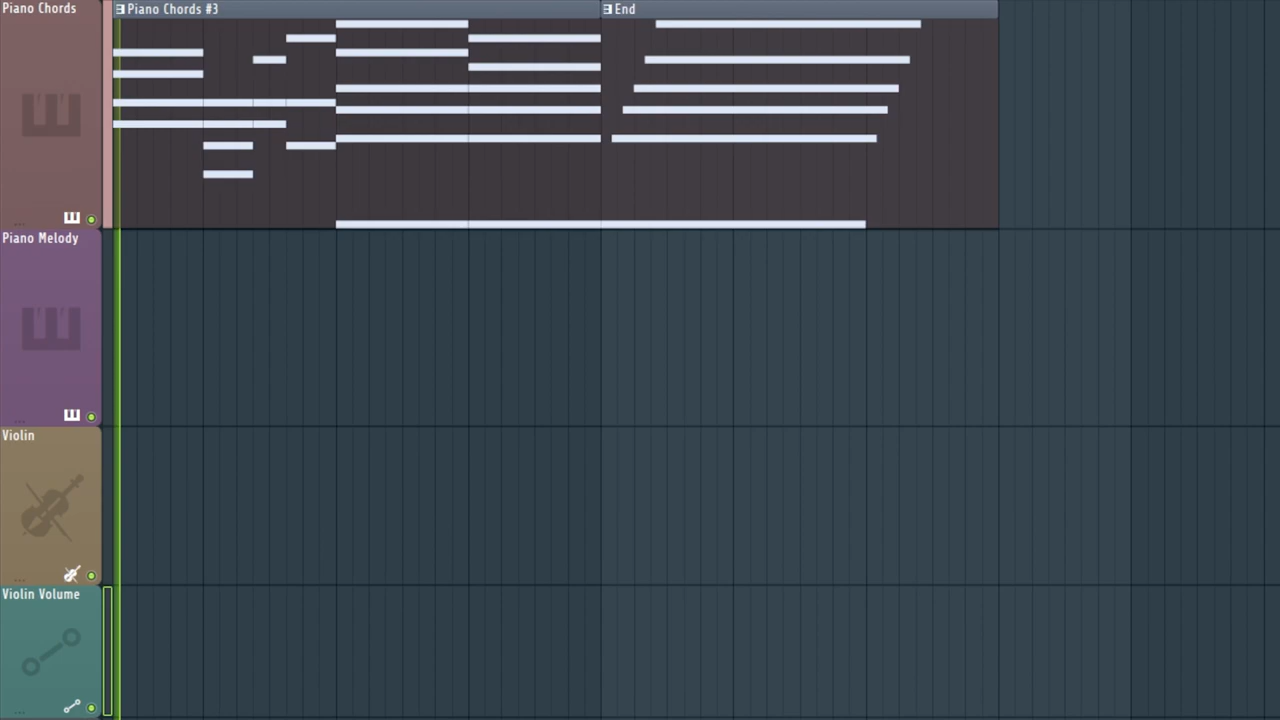 Piano Chords
Piano Chords #3
End
Piano Melody
Violin
Violin Volume